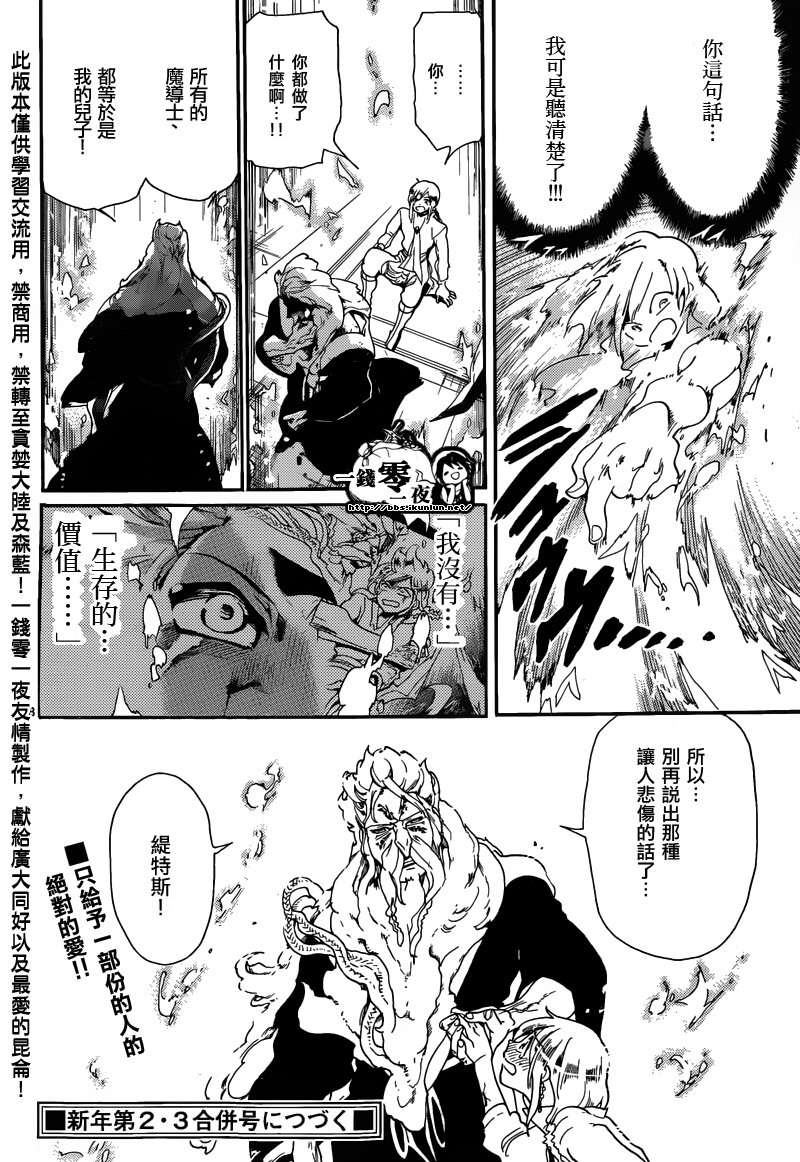 你這句話…
我可是聽清楚了!!!
…
你…
你都做了
什麼啊…!!
所有的
魔導士、
都等於是
我的兒子！
一錢零一夜
http://bbs.ikunlun.net/
「我沒有…
「生存的…
價值……」
所以…
別再説出那種
讓人悲傷的話了…
緹特斯！
■只給予一部份的人的
絕對的愛!!
■新年第２・３合併号につづく■
此版本僅供學習交流用，禁商用，禁轉至貪婪大陸及森藍！一錢零一夜友情製作，獻給廣大同好以及最愛的昆侖！